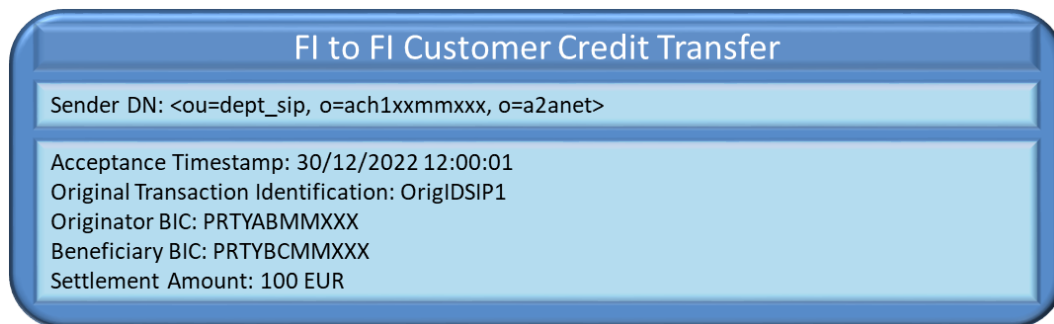 FI to FI Customer Credit Transfer
Sender DN: <ou=dept_sip, o=ach1xxmmxxx, o=a2anet>
Acceptance Timestamp: 30/12/2022 12:00:01
Original Transaction Identification: OrigIDSIP1
Originator BIC: PRTYABMMXXX
Beneficiary BIC: PRTYBCMMXXX
Settlement Amount: 100 EUR